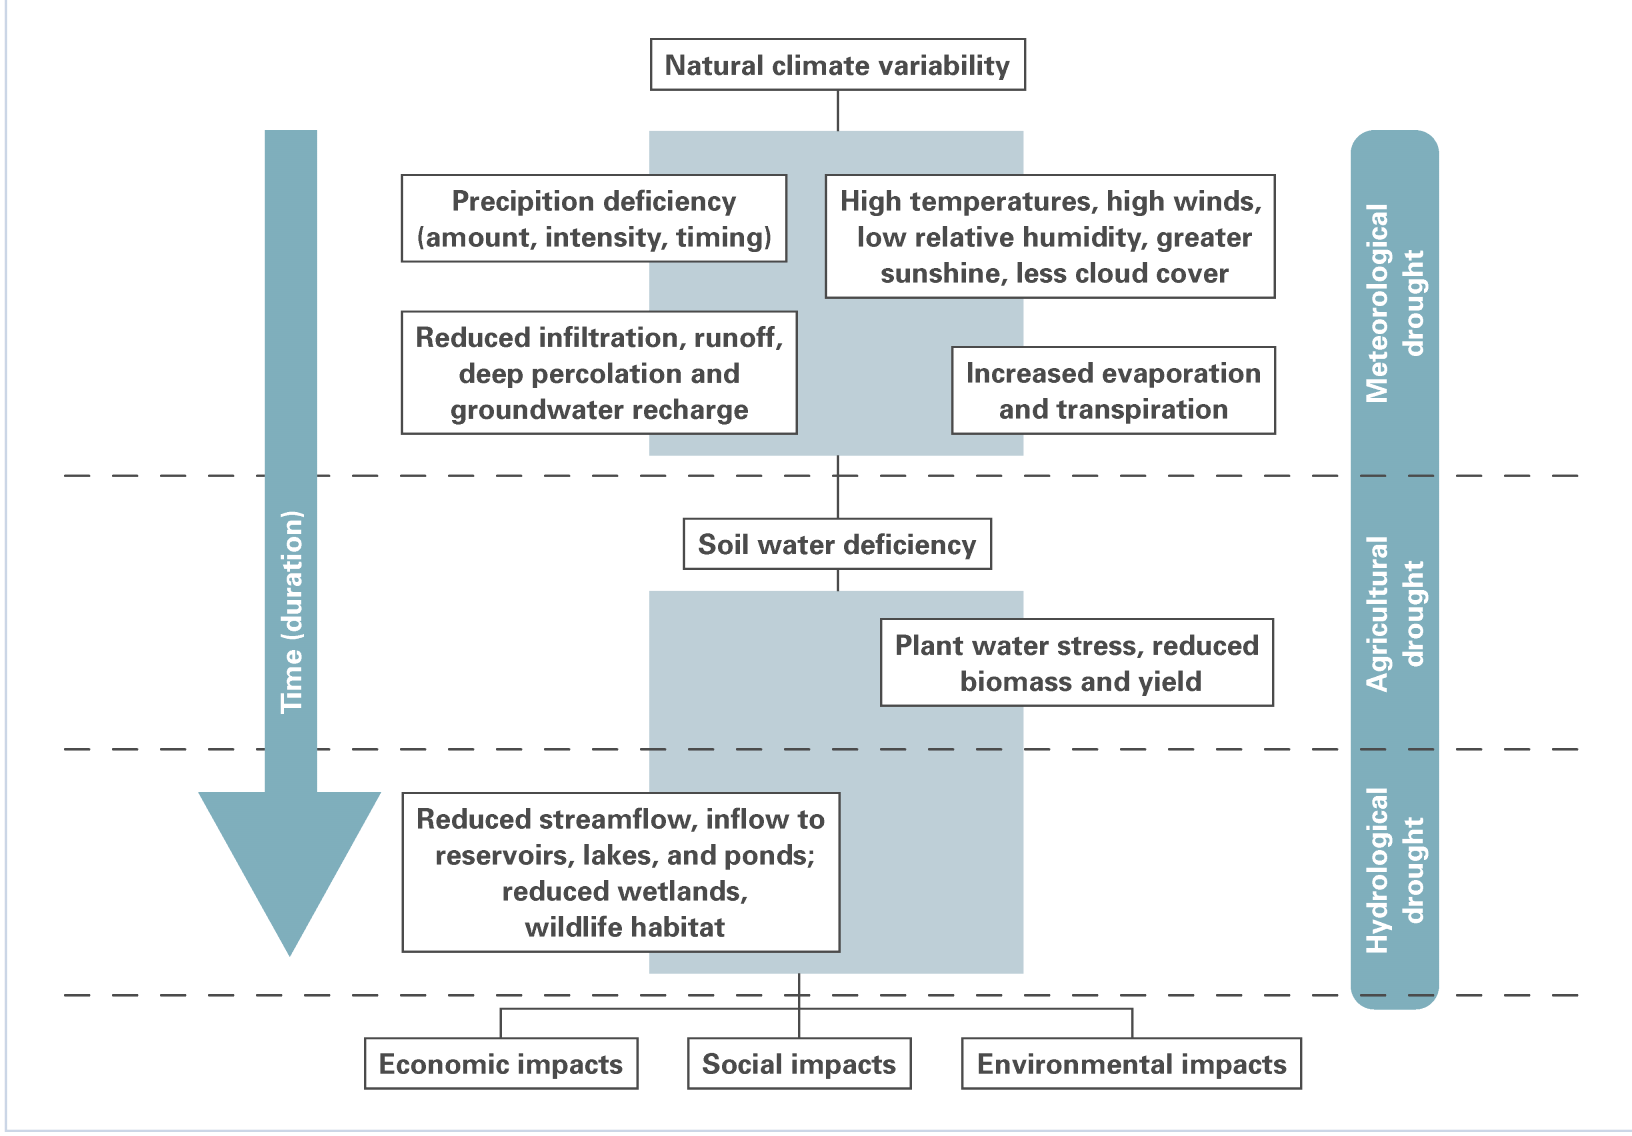 Natural climate variability
Precipition deficiency
(amount, intensity, timing)
High temperatures, high winds,
low relative humidity, greater
sunshine, less cloud cover
Reduced infiltration, runoff,
deep percolation and
groundwater recharge
Increased evaporation
and transpiration
Meteorological
drought
Time (duration)
Soil water deficiency
Plant water stress, reduced
biomass and yield
Agricultural
drought
Reduced streamflow, inflow to
reservoirs, lakes, and ponds;
reduced wetlands,
wildlife habitat
Hydrological
drought
Economic impacts
Social impacts
Environmental impacts